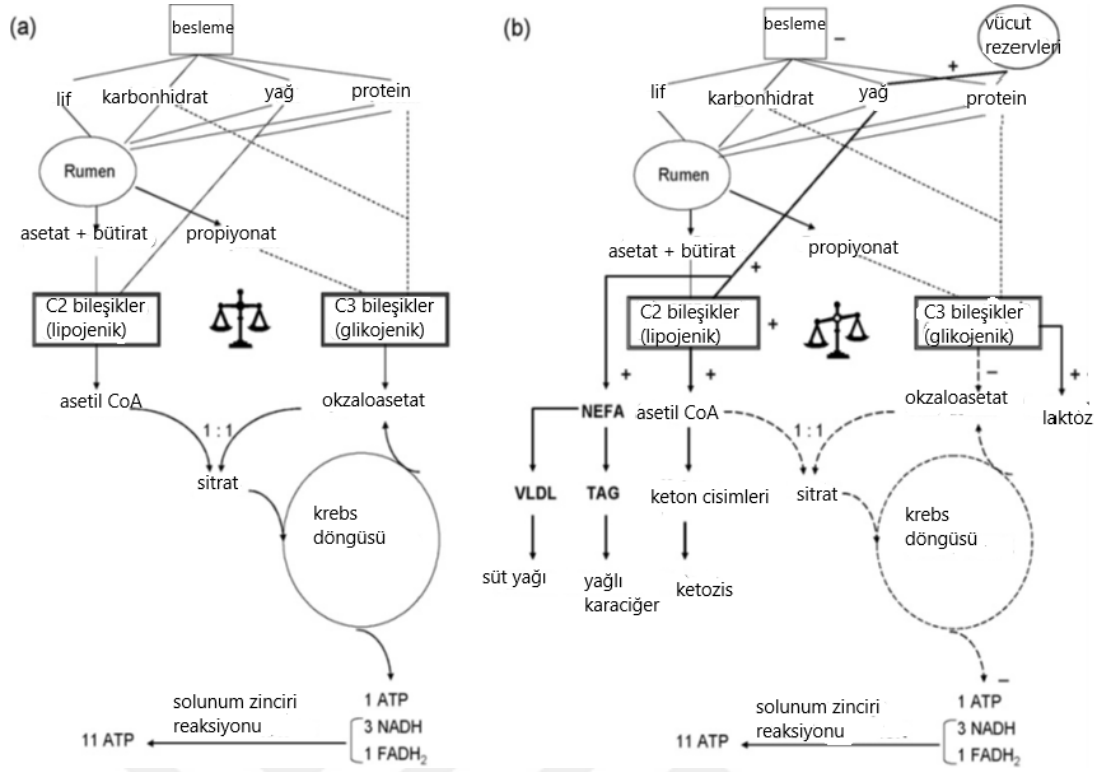 (a)
besleme
lif
karbonhidrat
yağ
protein
Rumen
asetat + bütirat
propiyonat
C2 bileşikler
(lipojenik)
C3 bileşikler
(glikojenik)
asetil CoA
okzaloasetat
1 : 1
sitrat
krebs
döngüsü
solunum zinciri
reaksiyonu
1 ATP
3 NADH
1 FADH₂
11 ATP
(b)
besleme
–
vücut
rezervleri
+
lif
karbonhidrat
yağ
protein
Rumen
asetat + bütirat
propiyonat
+
C2 bileşikler
(lipojenik)
+
C3 bileşikler
(glikojenik)
+
+
–
+
NEFA
asetil CoA
okzaloasetat
laktoz
1 : 1
VLDL
TAG
keton cisimleri
sitrat
krebs
döngüsü
süt yağı
yağlı
karaciğer
ketozis
–
solunum zinciri
reaksiyonu
1 ATP
3 NADH
1 FADH₂
11 ATP